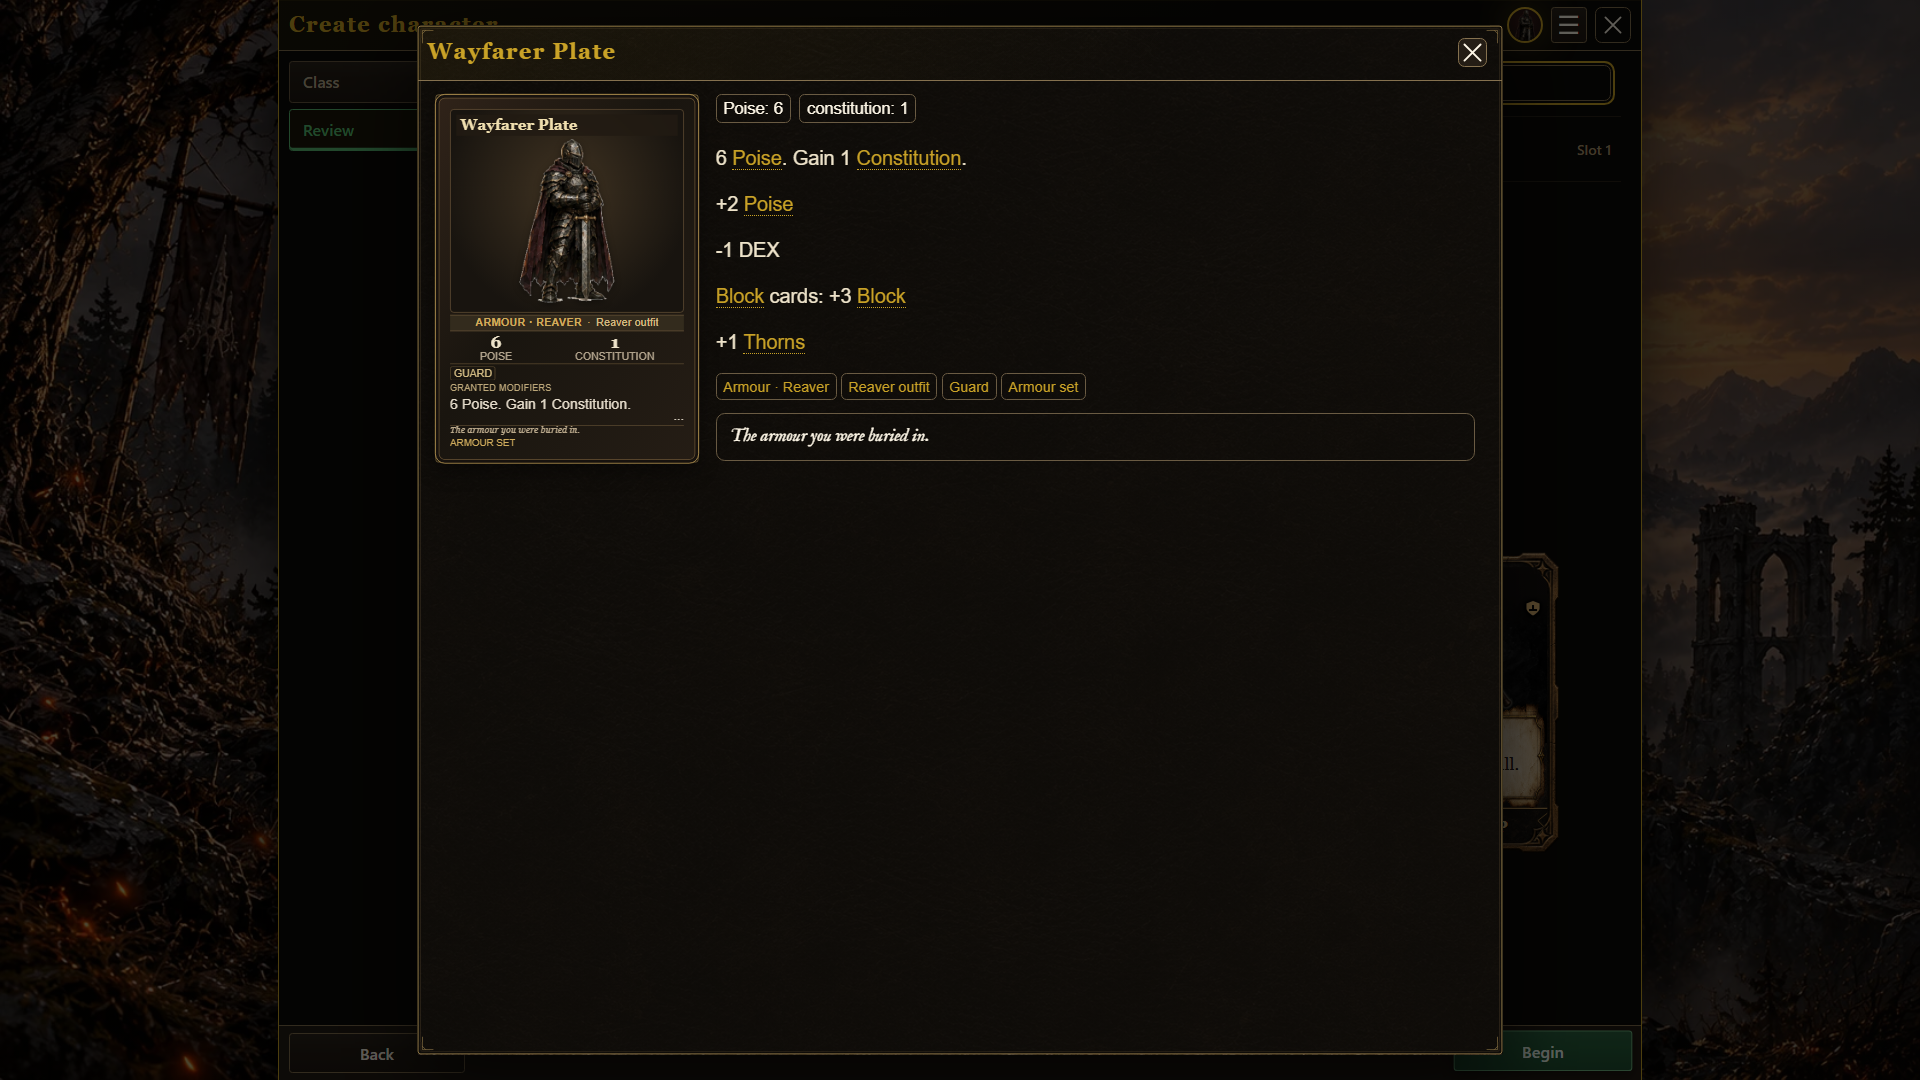 Create character
Wayfarer Plate
Class
Review
Slot 1
Wayfarer Plate
ARMOUR · REAVER · Reaver outfit
6
POISE
1
CONSTITUTION
GUARD
GRANTED MODIFIERS
6 Poise. Gain 1 Constitution.
...
The armour you were buried in.
ARMOUR SET
Poise: 6
constitution: 1
6 Poise. Gain 1 Constitution.
+2 Poise
-1 DEX
Block cards: +3 Block
+1 Thorns
Armour · Reaver
Reaver outfit
Guard
Armour set
The armour you were buried in.
ll.
Back
Begin